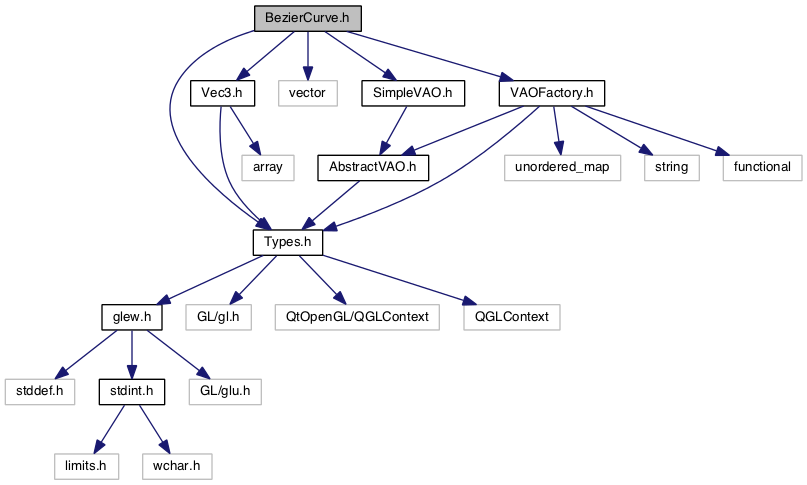 BezierCurve.h
Vec3.h
vector
SimpleVAO.h
VAOFactory.h
array
AbstractVAO.h
unordered_map
string
functional
Types.h
glew.h
GL/gl.h
QtOpenGL/QGLContext
QGLContext
stddef.h
stdint.h
GL/glu.h
limits.h
wchar.h